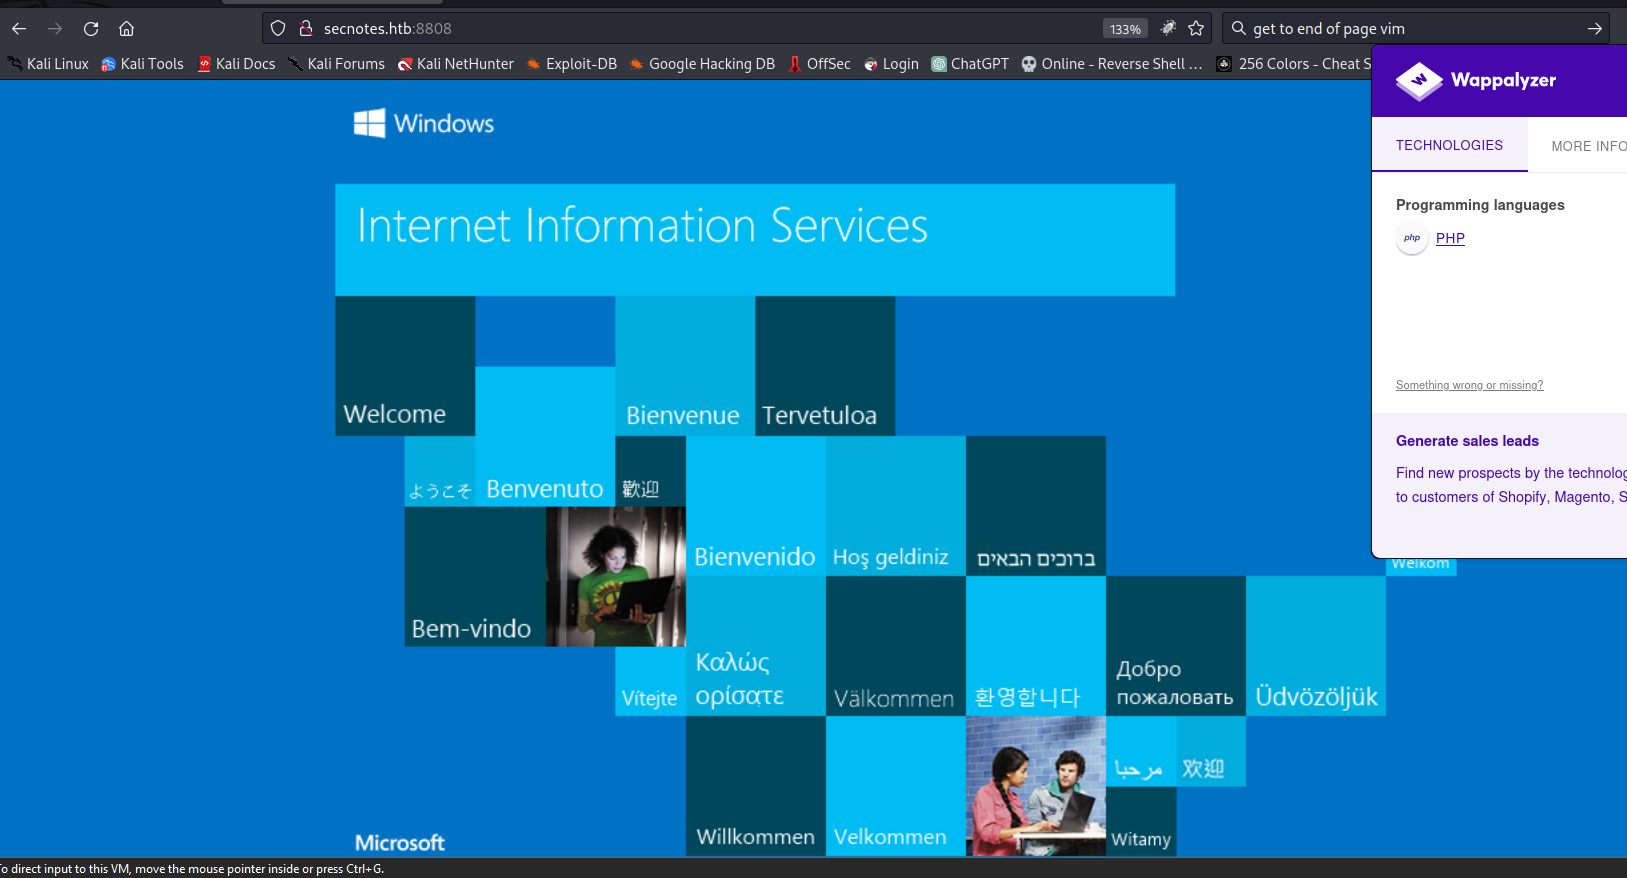 secnotes.htb:8808
133%
get to end of page vim
Kali Linux
Kali Tools
Kali Docs
Kali Forums
Kali NetHunter
Exploit-DB
Google Hacking DB
OffSec
Login
ChatGPT
Online - Reverse Shell ...
256 Colors - Cheat S
Wappalyzer
TECHNOLOGIES
MORE INFO
Programming languages
php
PHP
Something wrong or missing?
Generate sales leads
Find new prospects by the technolog
to customers of Shopify, Magento, S
Windows
Internet Information Services
Welcome
Bienvenue
Tervetuloa
ようこそ
Benvenuto
歡迎
Bienvenido
Hoş geldiniz
ברוכים הבאים
Welkom
Bem-vindo
Vítejte
Καλώς
ορίσατε
Välkommen
환영합니다
Добро
пожаловать
Üdvözöljük
مرحبا
欢迎
Willkommen
Velkommen
Witamy
Microsoft
To direct input to this VM, move the mouse pointer inside or press Ctrl+G.